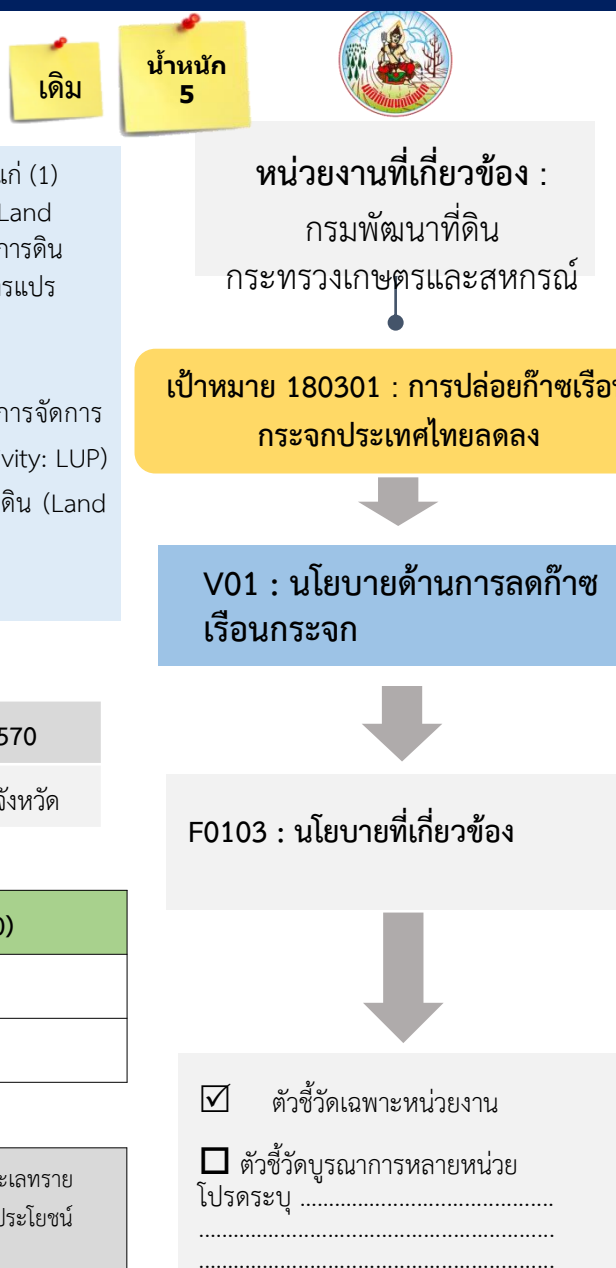 เดิม
น้ำหนัก
5
หน่วยงานที่เกี่ยวข้อง :
กรมพัฒนาที่ดิน
กระทรวงเกษตรและสหกรณ์
แก่ (1)
Land
การดิน
รแปร
การจัดการ
vity: LUP)
ดิน (Land
เป้าหมาย 180301 : การปล่อยก๊าซเรือน
กระจกประเทศไทยลดลง
V01 : นโยบายด้านการลดก๊าซ
เรือนกระจก
570
จังหวัด
F0103 : นโยบายที่เกี่ยวข้อง
0)
☑ ตัวชี้วัดเฉพาะหน่วยงาน
☐ ตัวชี้วัดบูรณาการหลายหน่วย
โปรดระบุ ..........................................
..........................................................
..........................................................
ะเลทราย
ประโยชน์